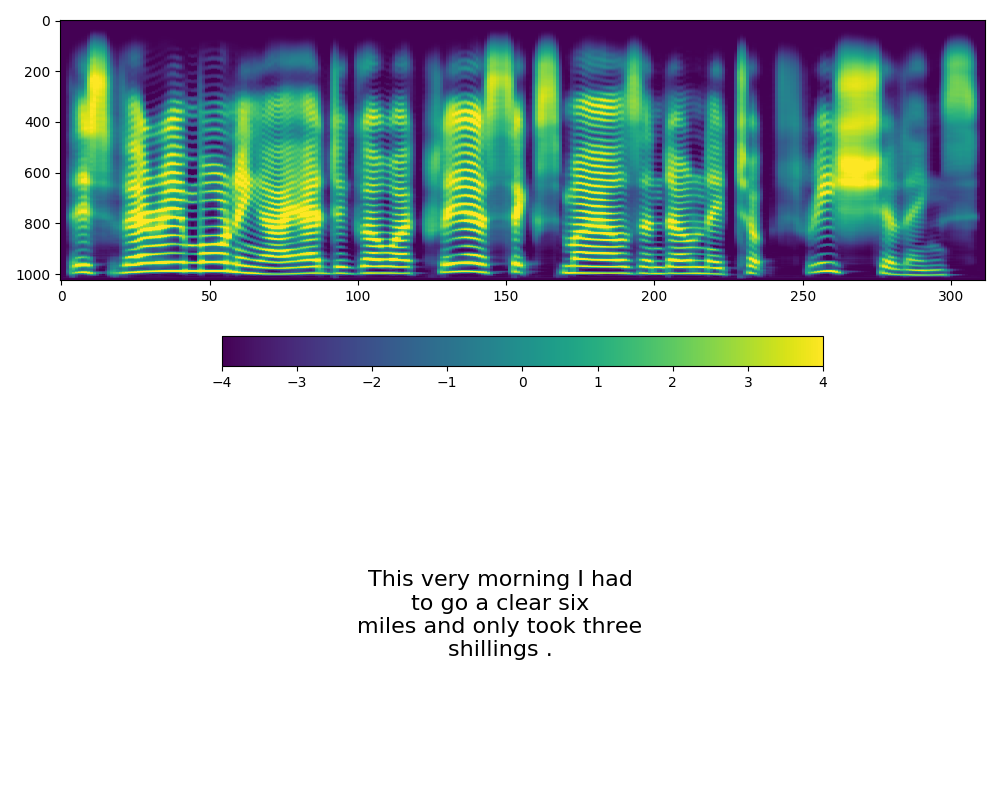 0
200
400
600
800
1000
0 50 100 150 200 250 300
−4 −3 −2 −1 0 1 2 3 4
This very morning I had
to go a clear six
miles and only took three
shillings .